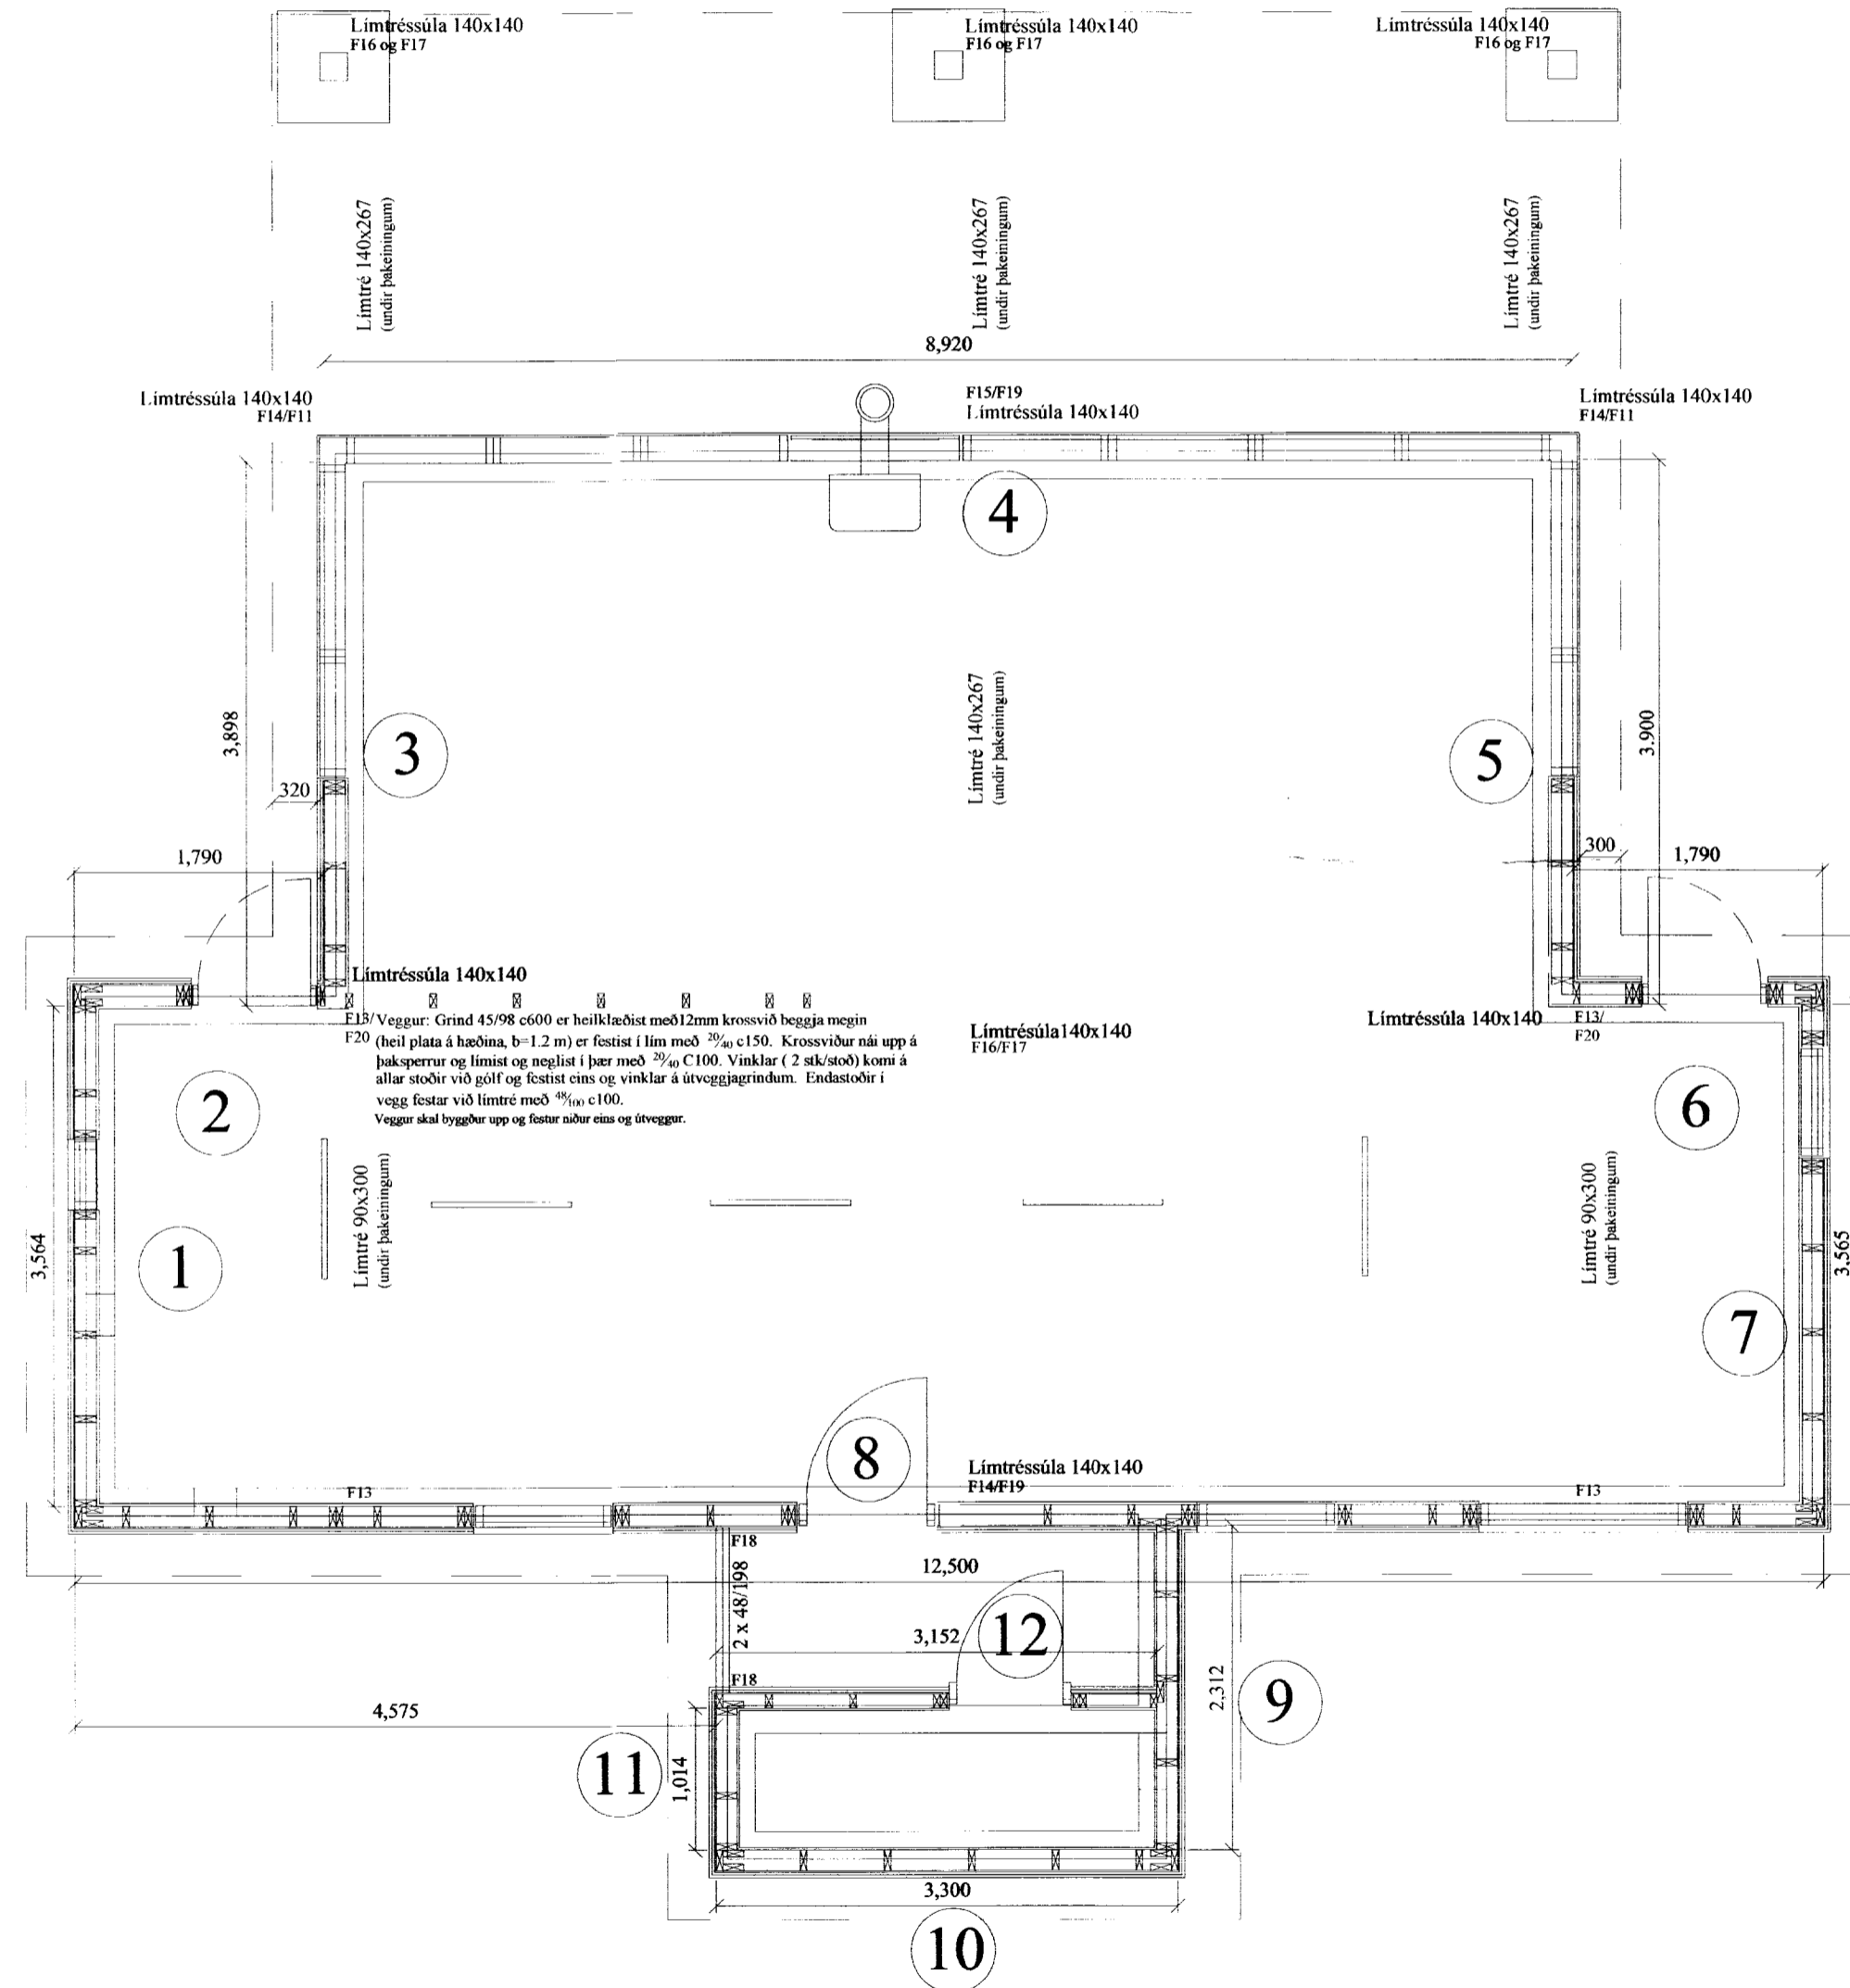 Límtréssúla 140x140
F16 og F17
Límtréssúla 140x140
F16 og F17
Límtréssúla 140x140
F16 og F17
Límtré 140x267
(undir þakeiningum)
Límtré 140x267
(undir þakeiningum)
Límtré 140x267
(undir þakeiningum)
8,920
Límtréssúla 140x140
F14/F11
F15/F19
Límtréssúla 140x140
Límtréssúla 140x140
F14/F11
4
3,898
3
Límtré 140x267
(undir þakeiningum)
5
3.900
320
1,790
300
1,790
Límtréssúla 140x140
F13/
F20
Veggur: Grind 45/98 c600 er heilklæðist með12mm krossvið beggja megin
(heil plata á hæðina, b=1.2 m) er festist í lím með 20/40 c150. Krossviður nái upp á
þaksperrur og límist og neglist í þær með 20/40 C100. Vinklar ( 2 stk/stoð) komi á
allar stoðir við gólf og festist eins og vinklar á útveggjagrindum. Endastoðir í
vegg festar við límtré með 48/100 c100.
Veggur skal byggður upp og festur niður eins og útveggur.
Límtréssúla140x140
F16/F17
Límtréssúla 140x140
F13/
F20
2
6
3,564
1
Límtré 90x300
(undir þakeiningum)
Límtré 90x300
(undir þakeiningum)
3,565
7
8
Límtréssúla 140x140
F14/F19
F13
F13
F18
12,500
2 x 48/198
12
3,152
F18
2,312
9
4,575
11
1,014
3,300
10